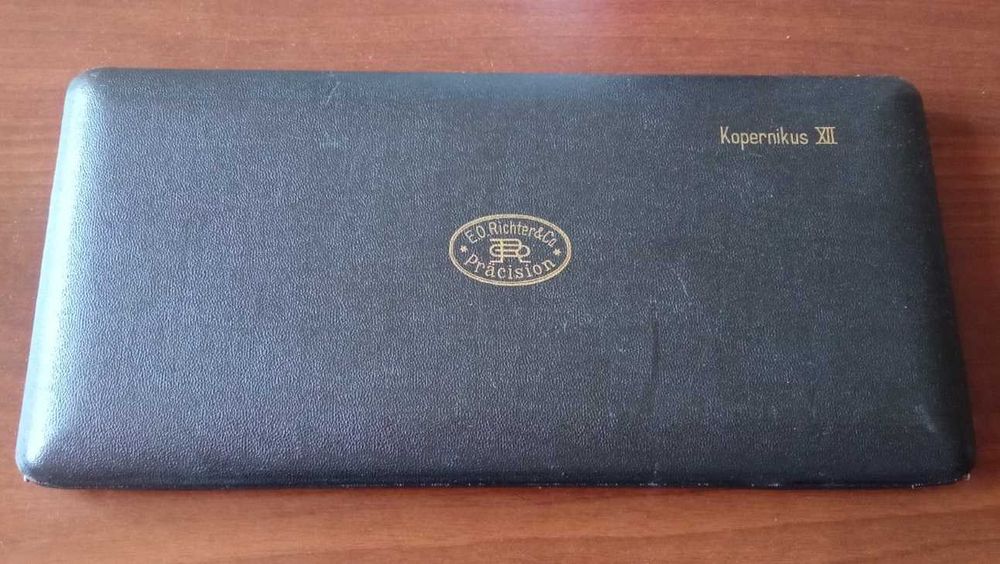 Kopernikus XII
E.O.Richter&Co
Präcision